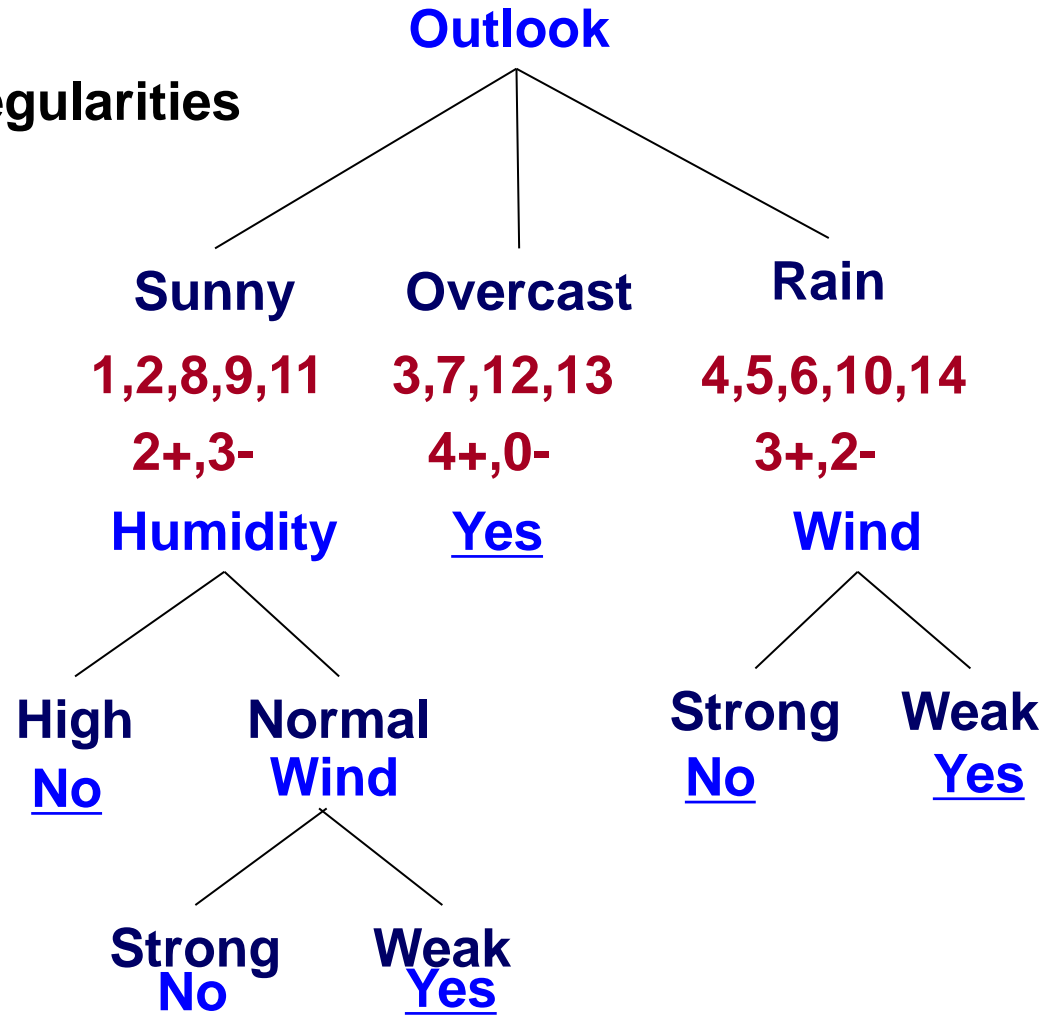 Outlook
egularities
Sunny Overcast Rain
1,2,8,9,11 3,7,12,13 4,5,6,10,14
2+,3- 4+,0- 3+,2-
Humidity Yes Wind
High Normal Strong Weak
No Wind No Yes
Strong Weak
No Yes